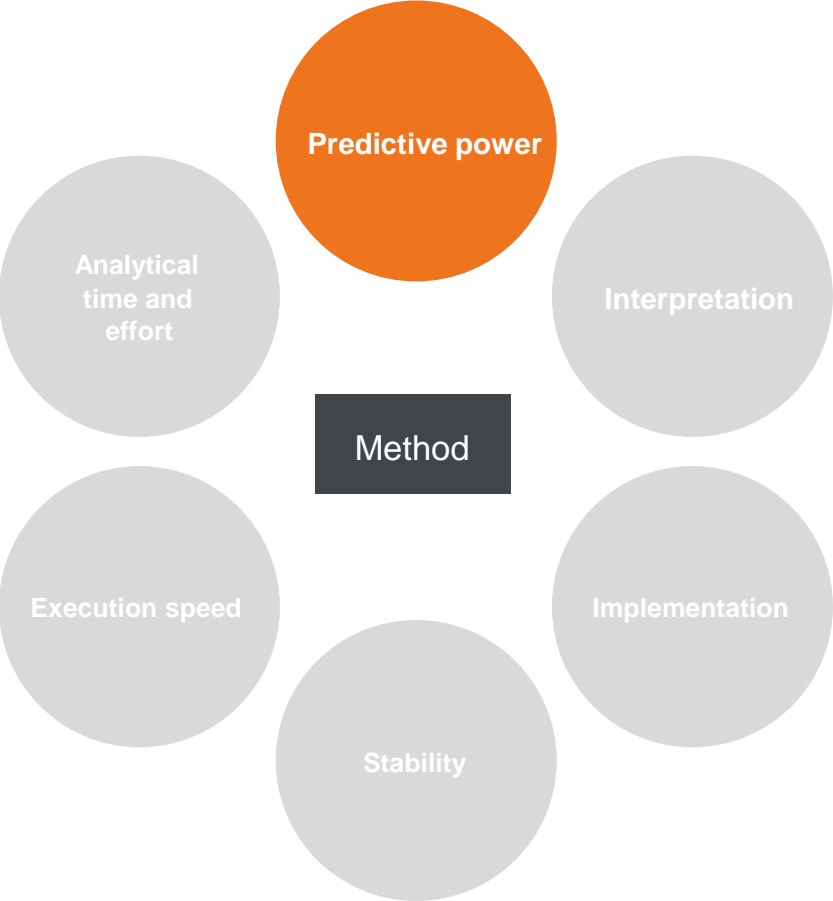 Predictive power
Analytical
time and
effort
Interpretation
Method
Execution speed
Implementation
Stability